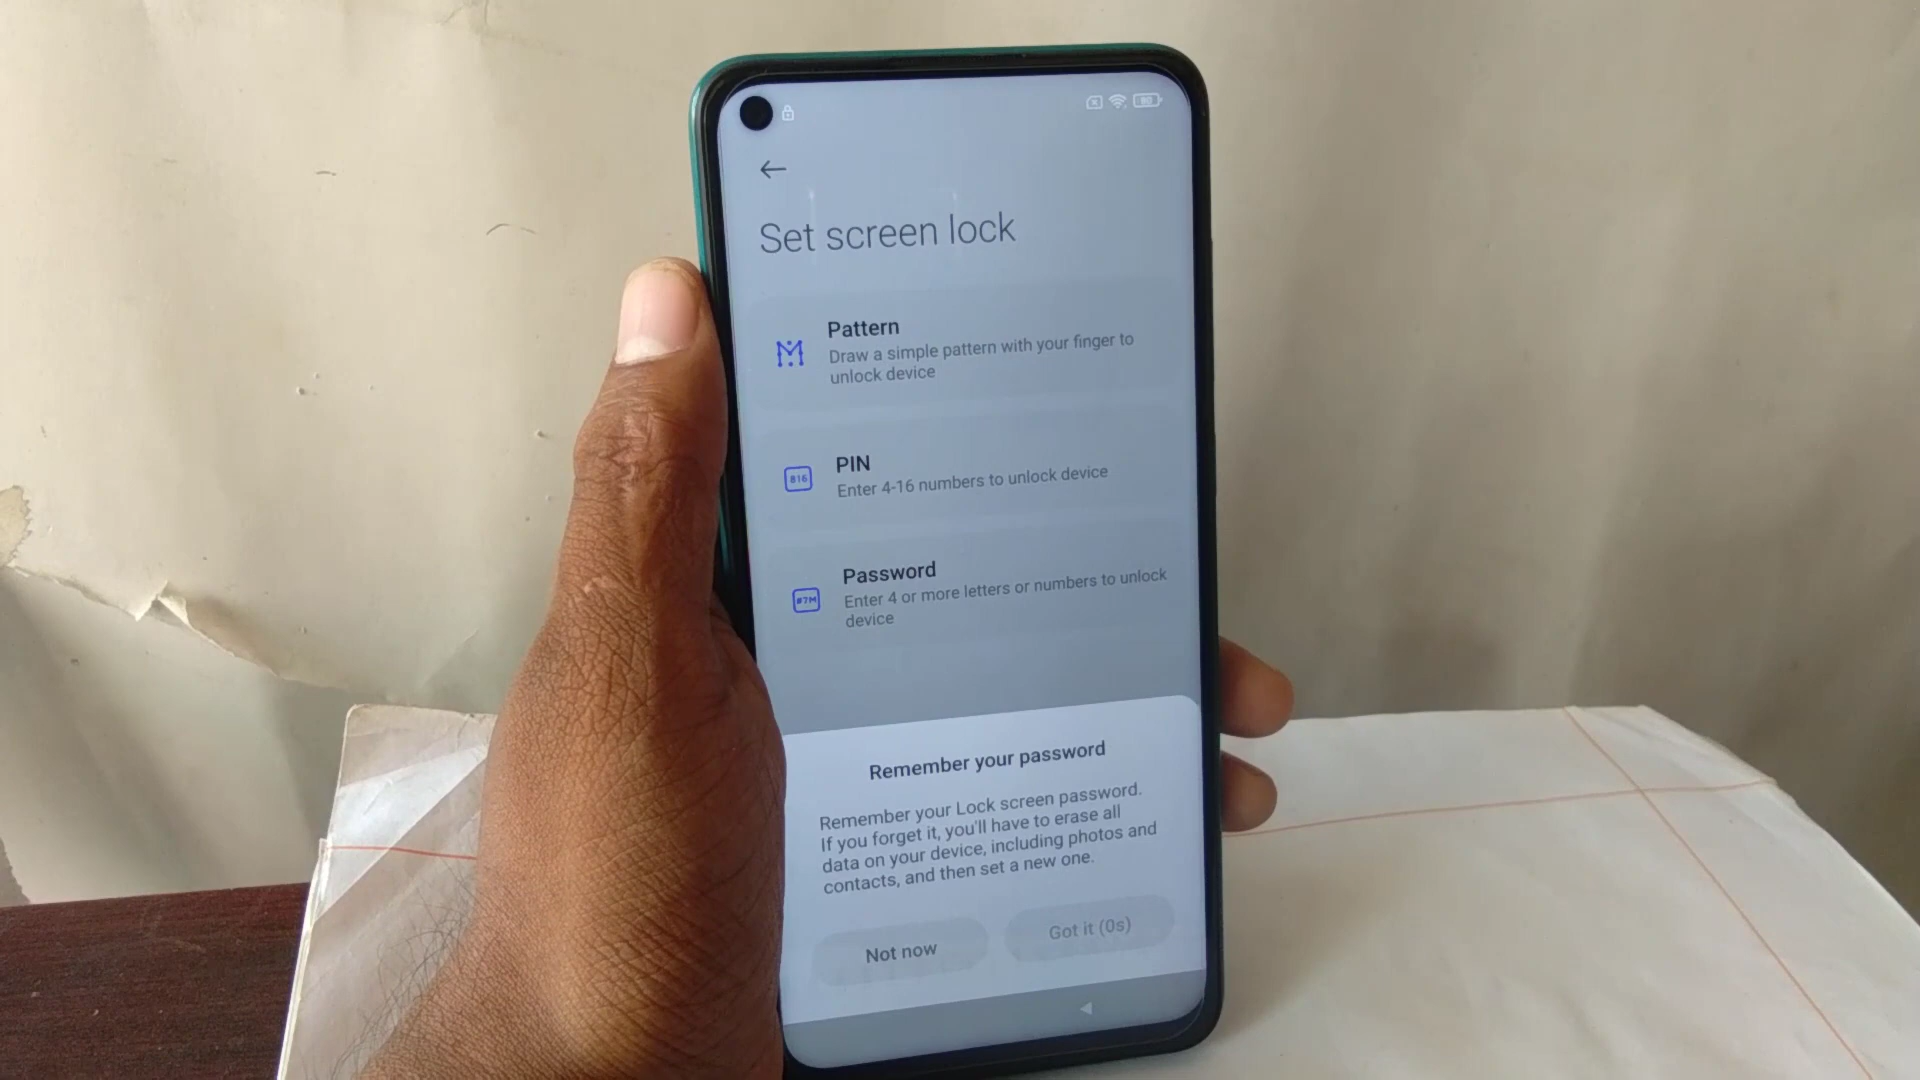 80
Set screen lock
Pattern
Draw a simple pattern with your finger to
unlock device
816
PIN
Enter 4-16 numbers to unlock device
#7M
Password
Enter 4 or more letters or numbers to unlock
device
Remember your password
Remember your Lock screen password.
If you forget it, you'll have to erase all
data on your device, including photos and
contacts, and then set a new one.
Not now
Got it (0s)